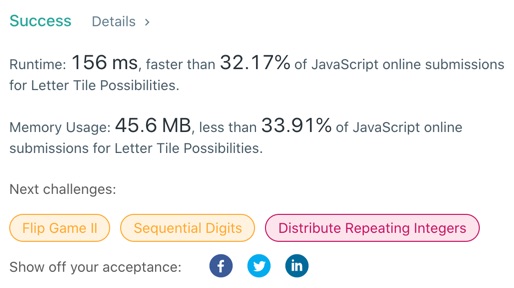 Success Details >
Runtime: 156 ms, faster than 32.17% of JavaScript online submissions
for Letter Tile Possibilities.
Memory Usage: 45.6 MB, less than 33.91% of JavaScript online
submissions for Letter Tile Possibilities.
Next challenges:
Flip Game II Sequential Digits Distribute Repeating Integers
Show off your acceptance: f in